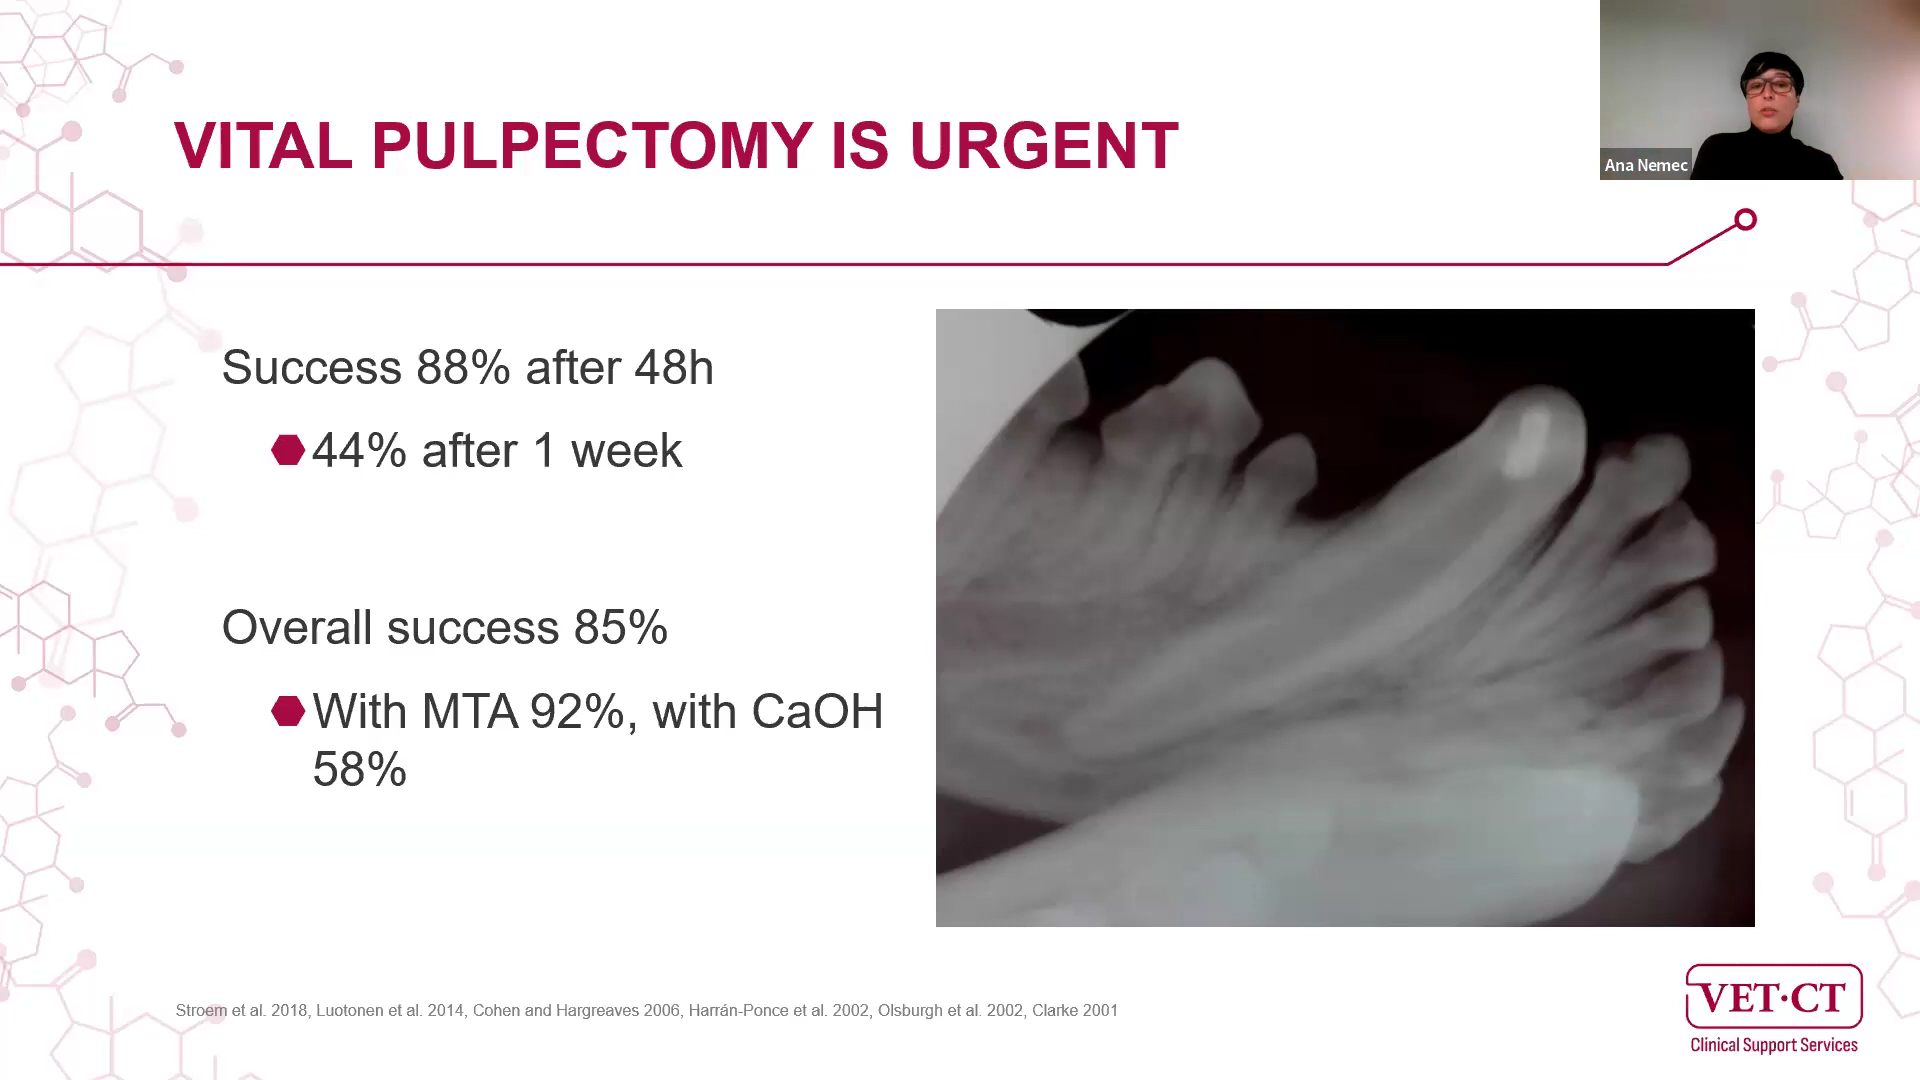 Ana Nemec
VITAL PULPECTOMY IS URGENT
Success 88% after 48h
44% after 1 week
Overall success 85%
With MTA 92%, with CaOH
58%
Stroem et al. 2018, Luotonen et al. 2014, Cohen and Hargreaves 2006, Harrán-Ponce et al. 2002, Olsburgh et al. 2002, Clarke 2001
VET·CT
Clinical Support Services